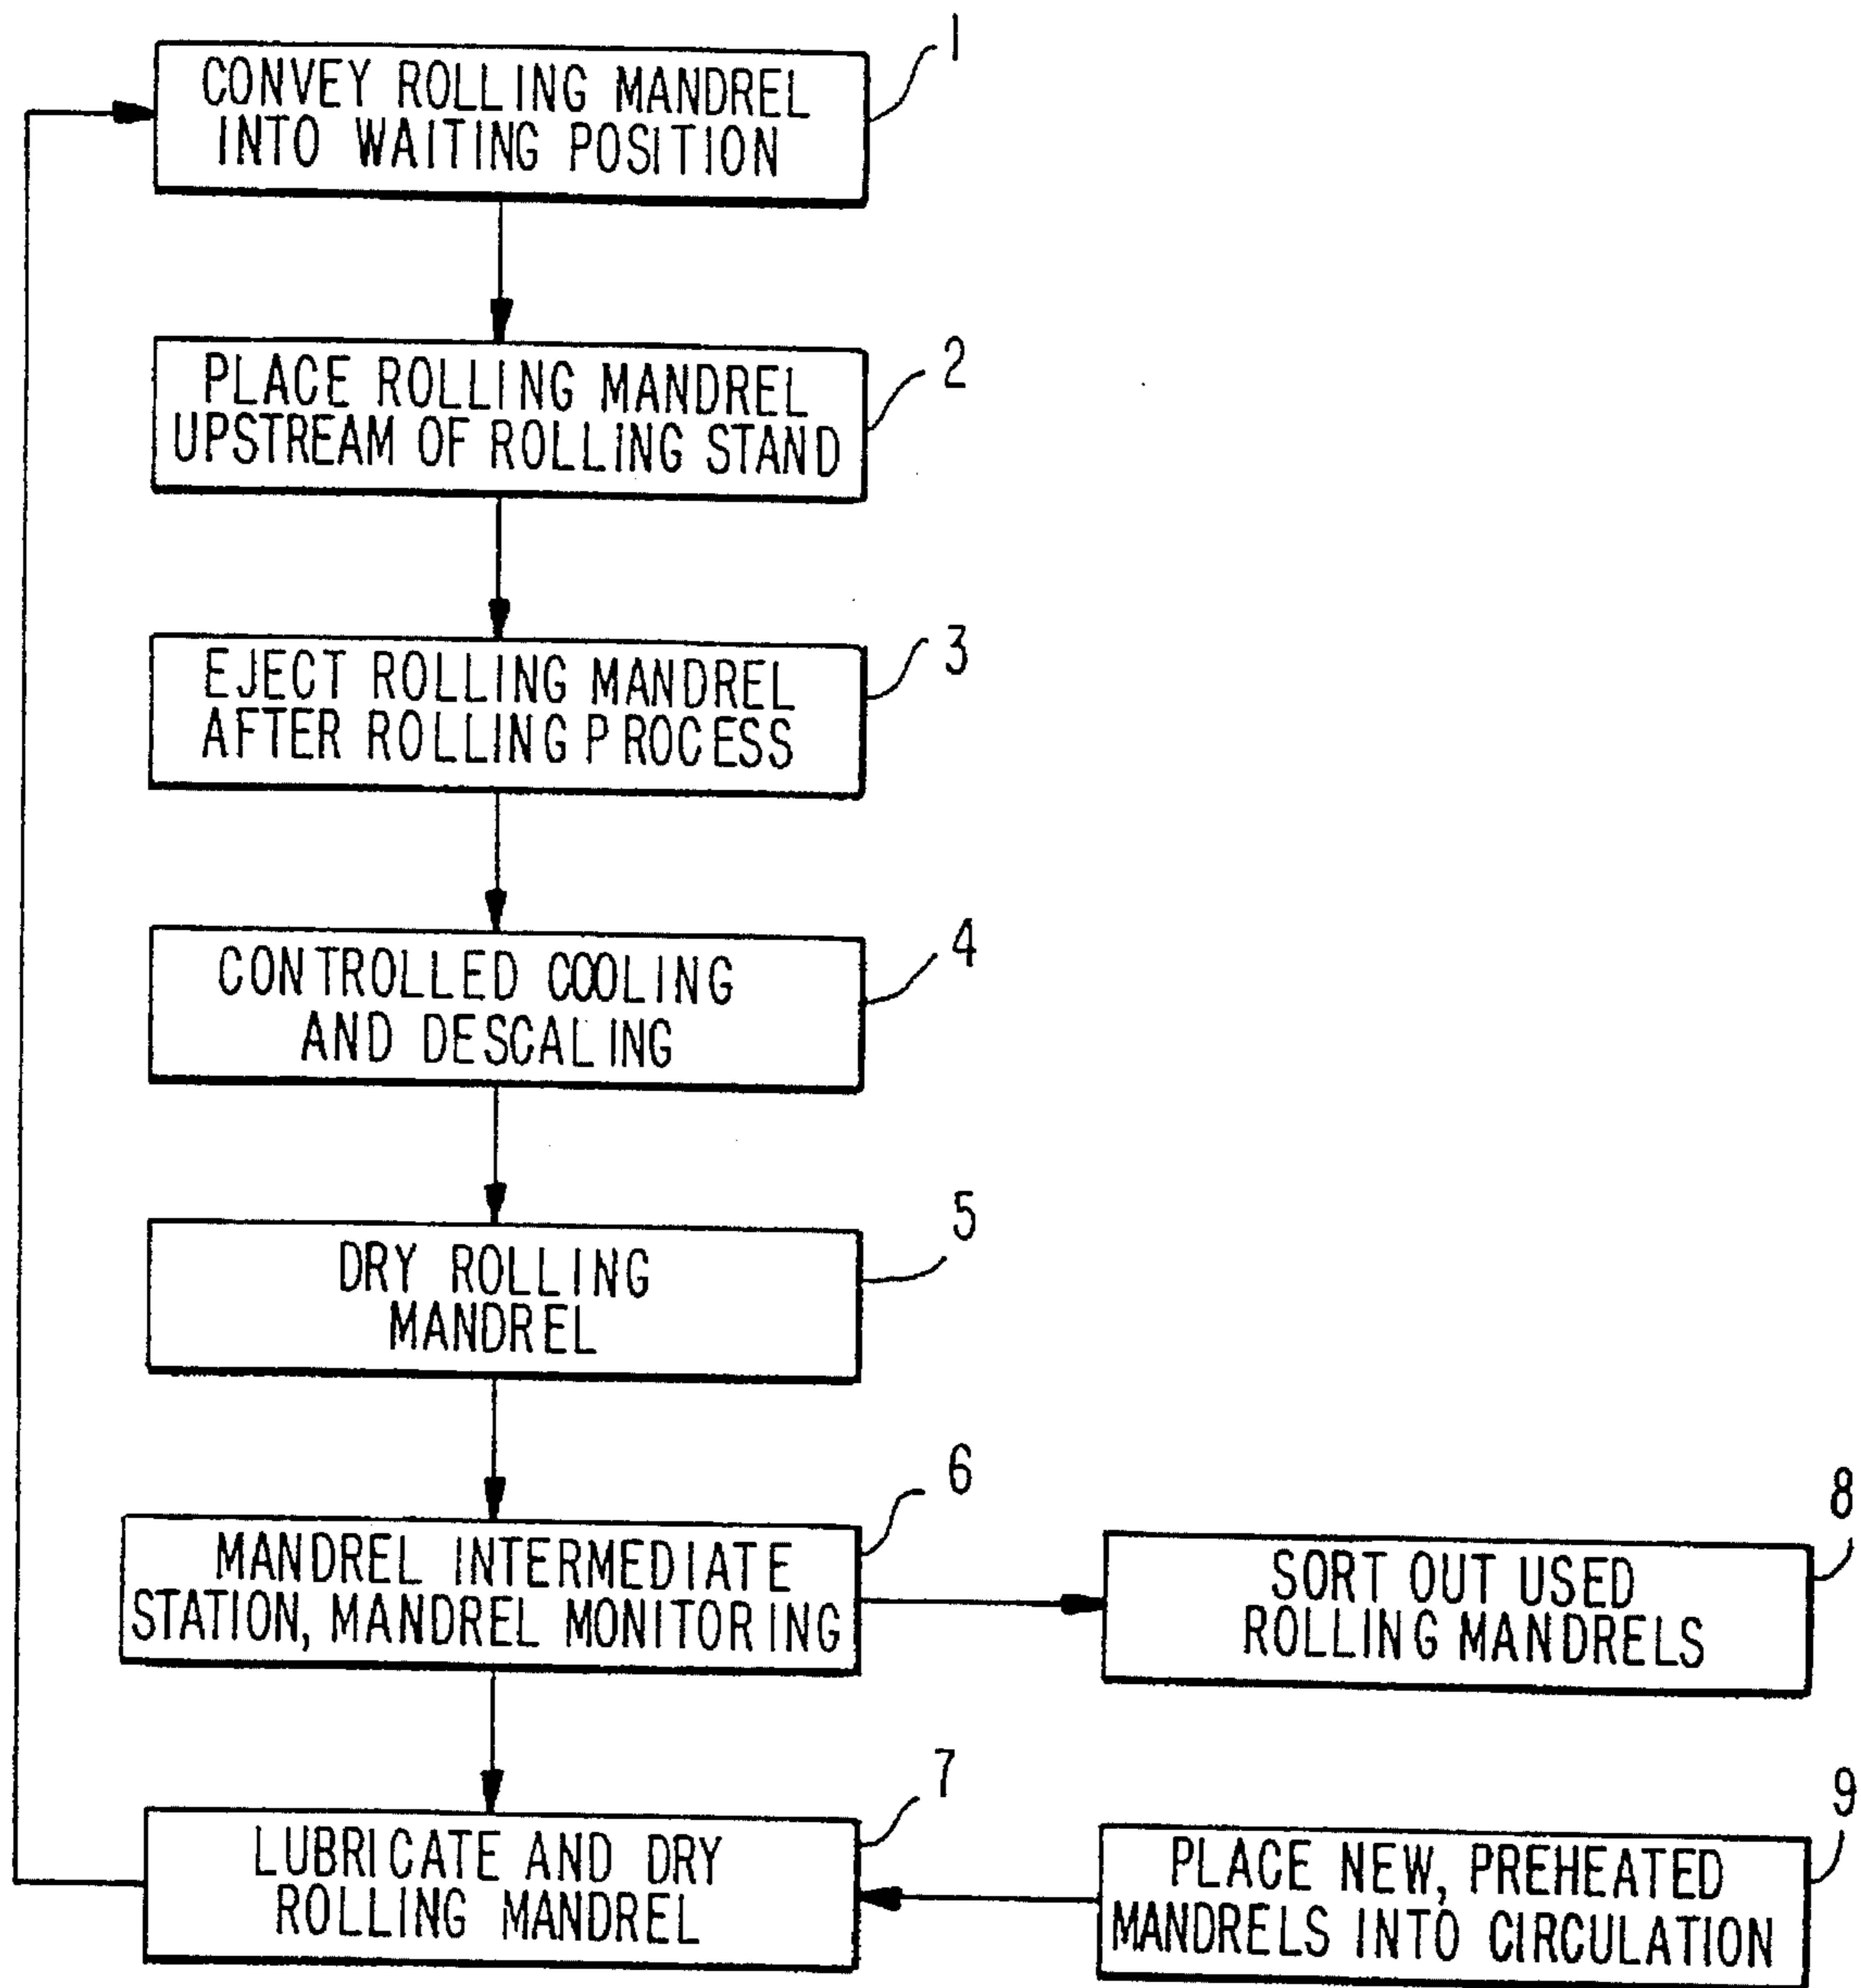 1
CONVEY ROLLING MANDREL
INTO WAITING POSITION
2
PLACE ROLLING MANDREL
UPSTREAM OF ROLLING STAND
3
EJECT ROLLING MANDREL
AFTER ROLLING PROCESS
4
CONTROLLED COOLING
AND DESCALING
5
DRY ROLLING
MANDREL
6
MANDREL INTERMEDIATE
STATION, MANDREL MONITORING
8
SORT OUT USED
ROLLING MANDRELS
7
LUBRICATE AND DRY
ROLLING MANDREL
9
PLACE NEW, PREHEATED
MANDRELS INTO CIRCULATION